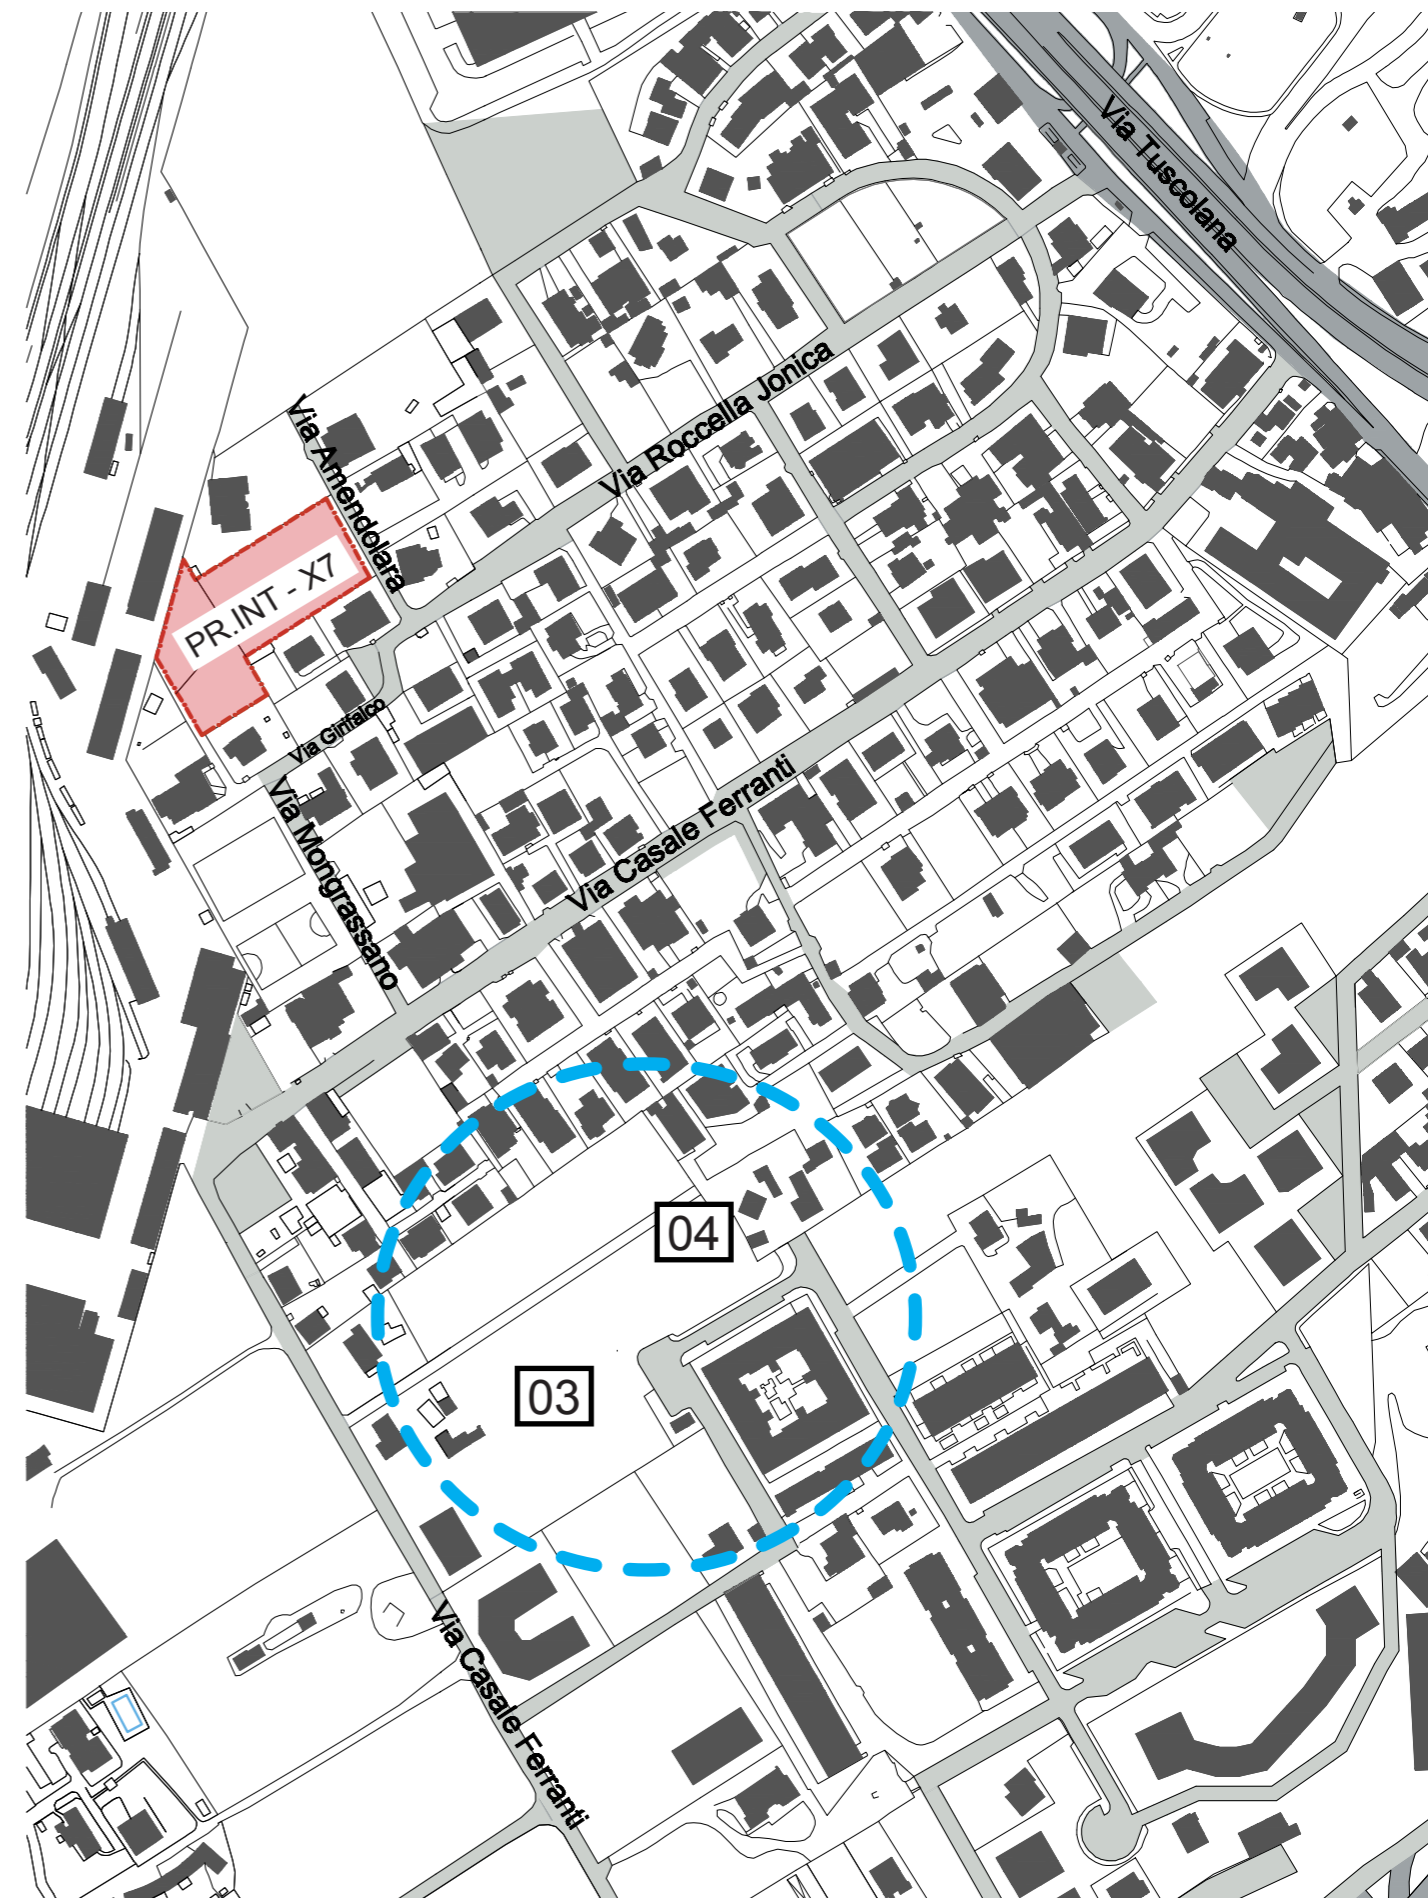 Via Tuscolana
Via Roccella Jonica
Via Amendolara
PR.INT - X7
Via Girifalco
Via Mongrassano
Via Casale Ferranti
04
03
Via Casale Ferranti